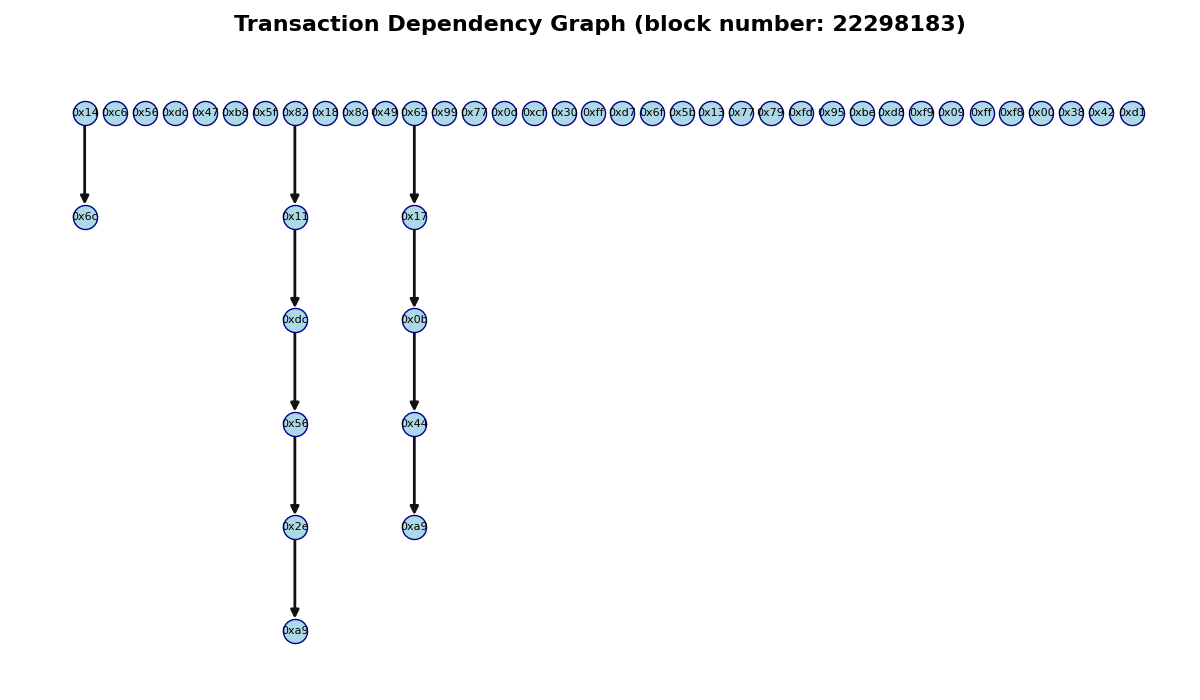 Transaction Dependency Graph (block number: 22298183)
0x14 0xc6 0x56 0xdc 0x47 0xb8 0x5f 0x82 0x18 0x8c 0x49 0x65 0x99 0x77 0x0c 0xcf 0x30 0xff 0xd7 0x6f 0x5b 0x13 0x77 0x79 0xfd 0x95 0xbe 0xd8 0xf9 0x09 0xff 0xf8 0x00 0x38 0x42 0xd1
0x6c 0x11 0x17
0xdc 0x0b
0x56 0x44
0x2e 0xa9
0xa9